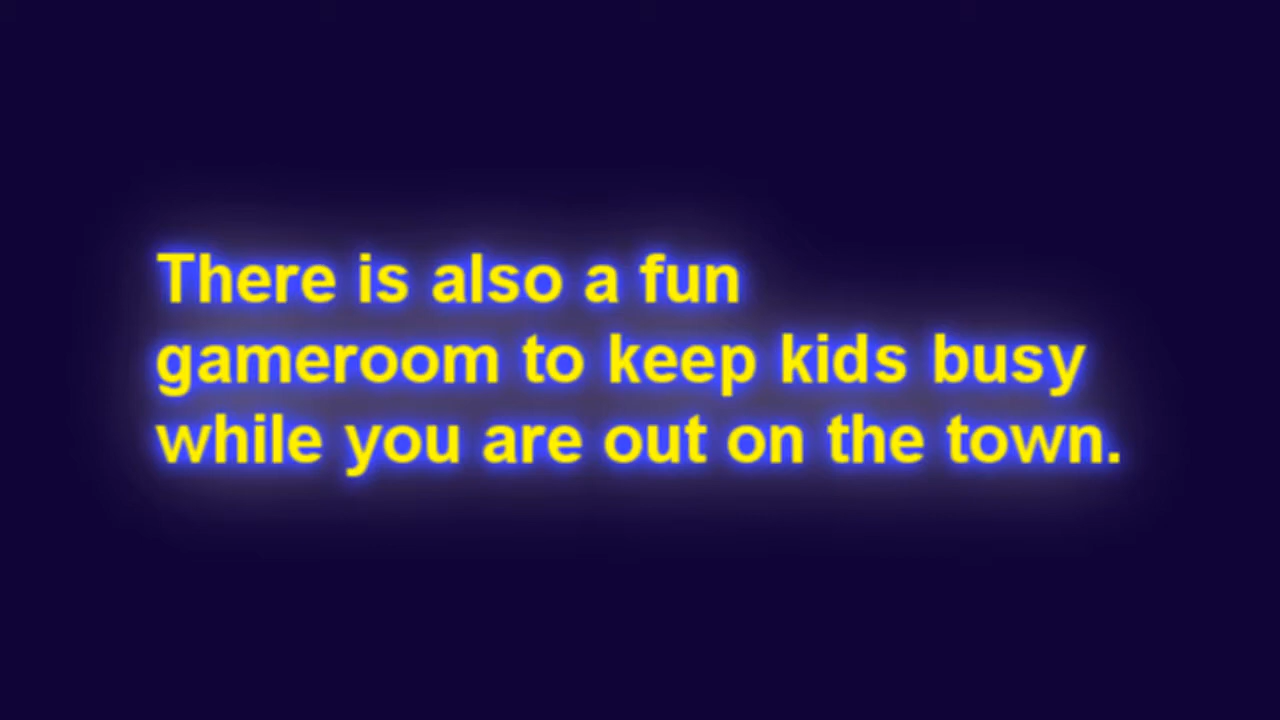 There is also a fun
gameroom to keep kids busy
while you are out on the town.